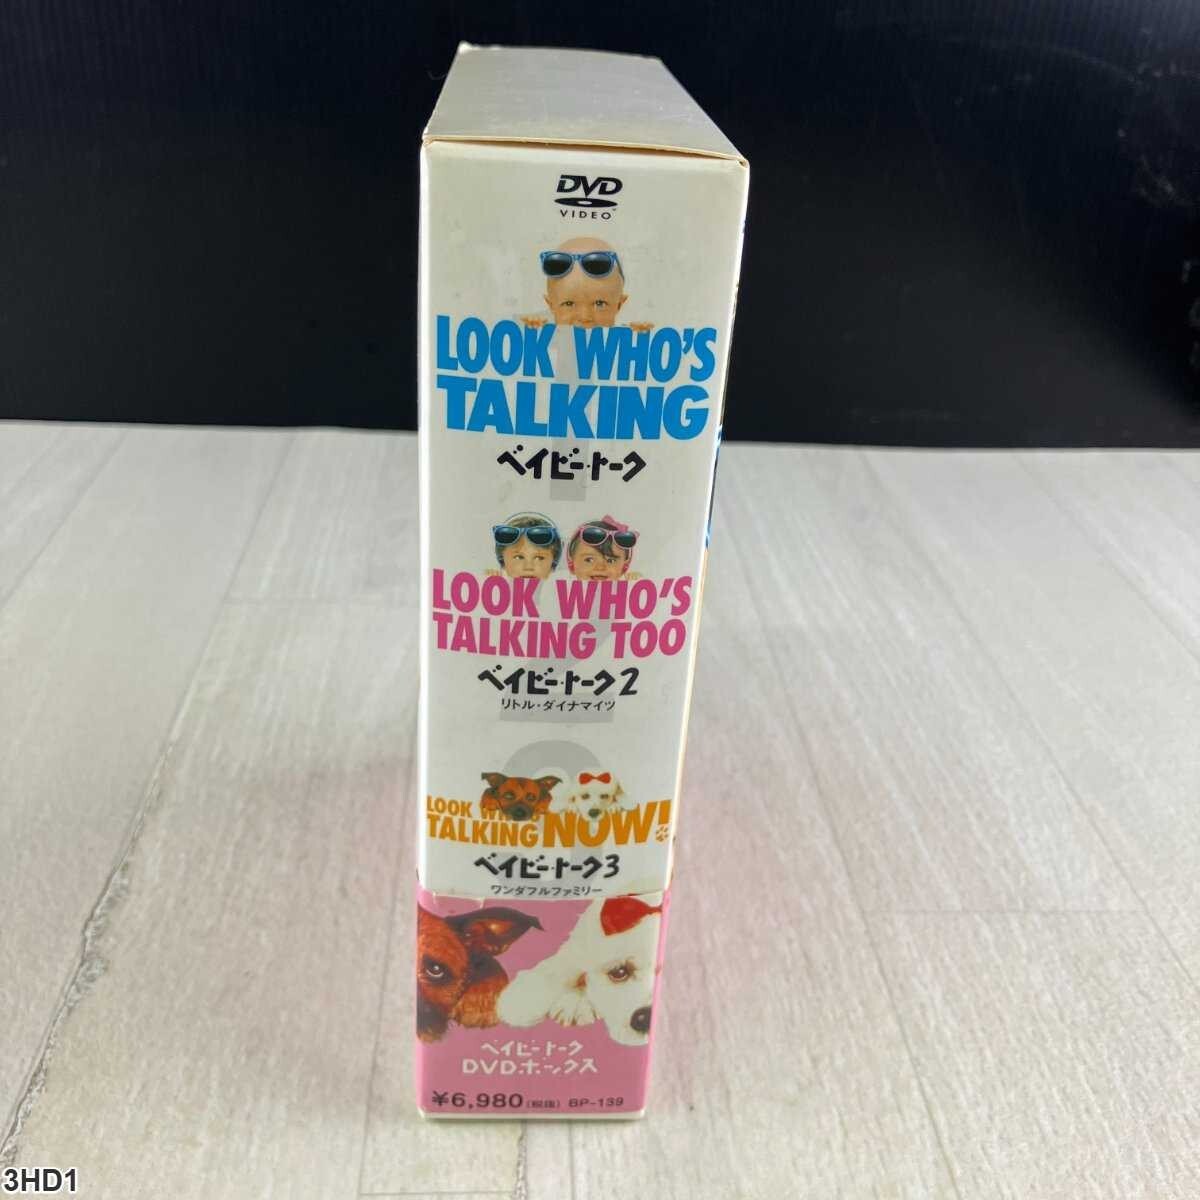 DVD
VIDEO
LOOK WHO'S
TALKING
ベイビー・トーク
LOOK WHO'S
TALKING TOO
ベイビー・トーク2
リトル・ダイナマイツ
LOOK WHO'S
TALKING NOW!
ベイビー・トーク3
ワンダフルファミリー
ベイビー・トーク
DVDボックス
¥6,980(税抜) BP-139
3HD1